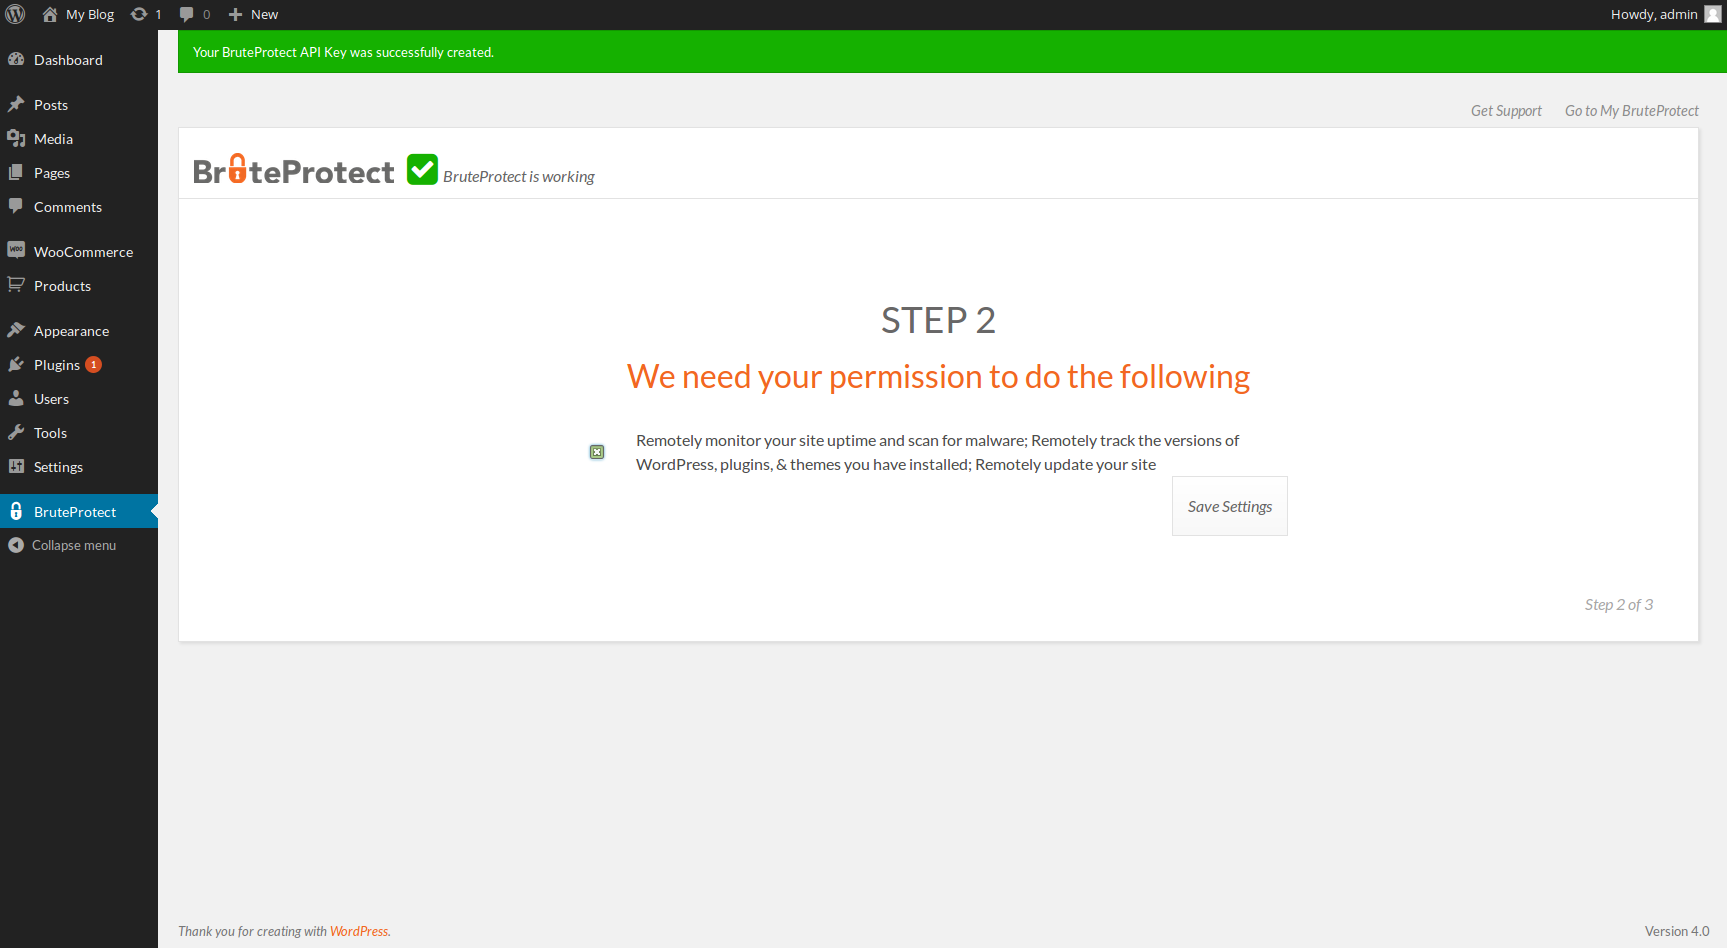 My Blog 1 0 New Howdy, admin
Your BruteProtect API Key was successfully created.
Dashboard
Posts
Media
Pages
Comments
WooCommerce
Products
Appearance
Plugins 1
Users
Tools
Settings
BruteProtect
Collapse menu
Get Support Go to My BruteProtect
BruteProtect BruteProtect is working
STEP 2
We need your permission to do the following
Remotely monitor your site uptime and scan for malware; Remotely track the versions of
WordPress, plugins, & themes you have installed; Remotely update your site
Save Settings
Step 2 of 3
Thank you for creating with WordPress. Version 4.0